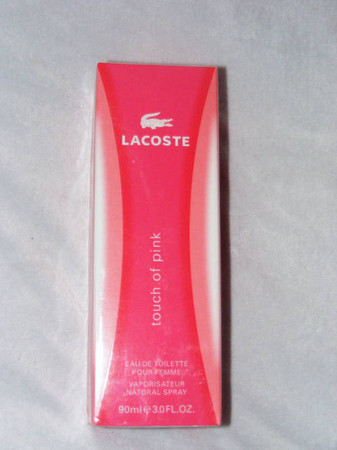 LACOSTE
touch of pink
EAU DE TOILETTE
POUR FEMME
VAPORISATEUR
NATURAL SPRAY
90ml ℮ 3.0 FL.OZ.